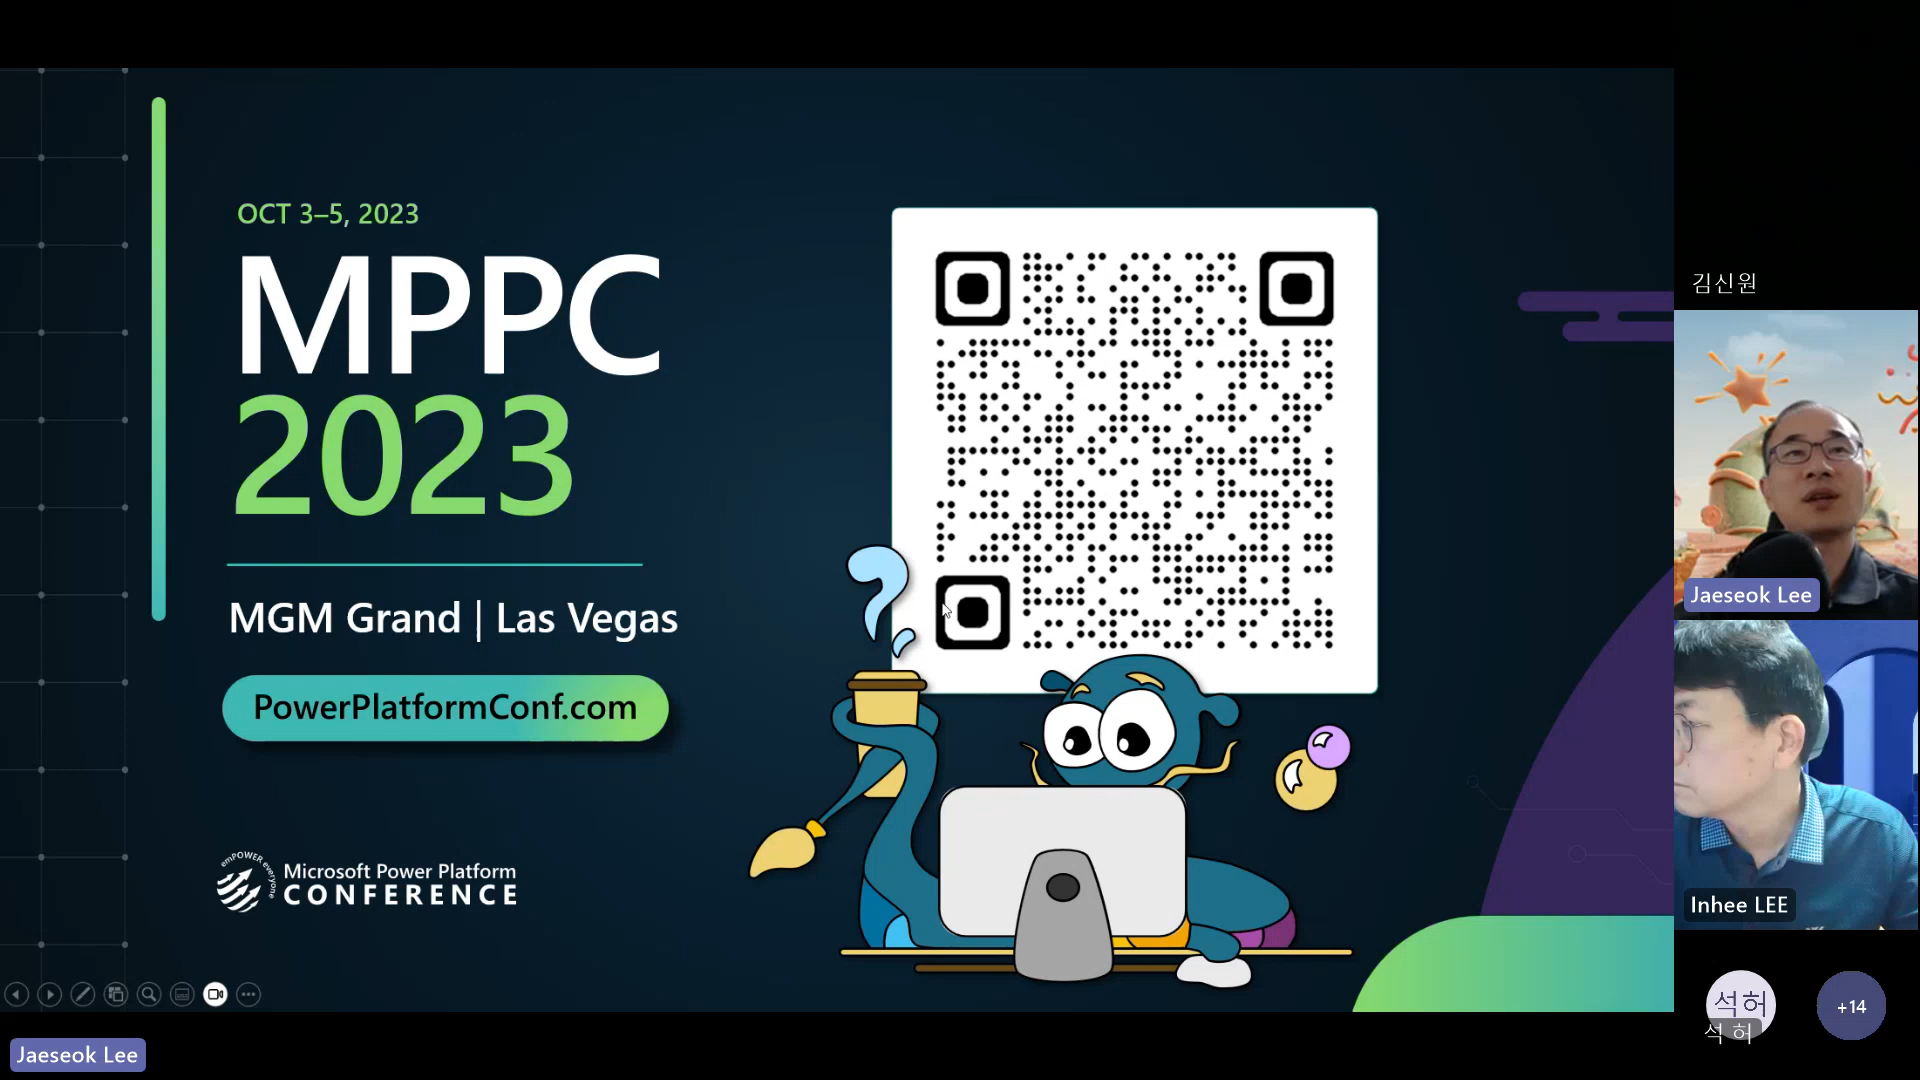 OCT 3–5, 2023
MPPC
2023
MGM Grand | Las Vegas
PowerPlatformConf.com
emPOWER everyone
Microsoft Power Platform
CONFERENCE
김신원
Jaeseok Lee
Inhee LEE
석허
석 허
+14
Jaeseok Lee